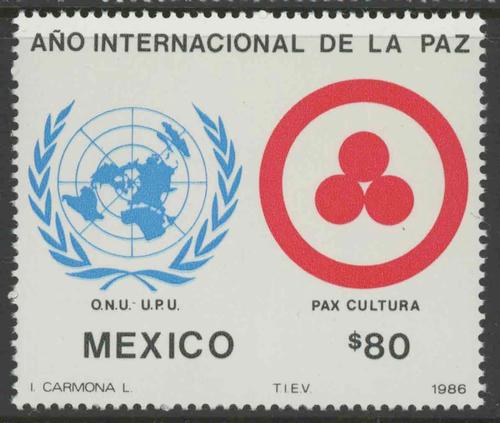 AÑO INTERNACIONAL DE LA PAZ
O.N.U.- U.P.U. PAX CULTURA
MEXICO $80
I. CARMONA L. T.I.E.V. 1986